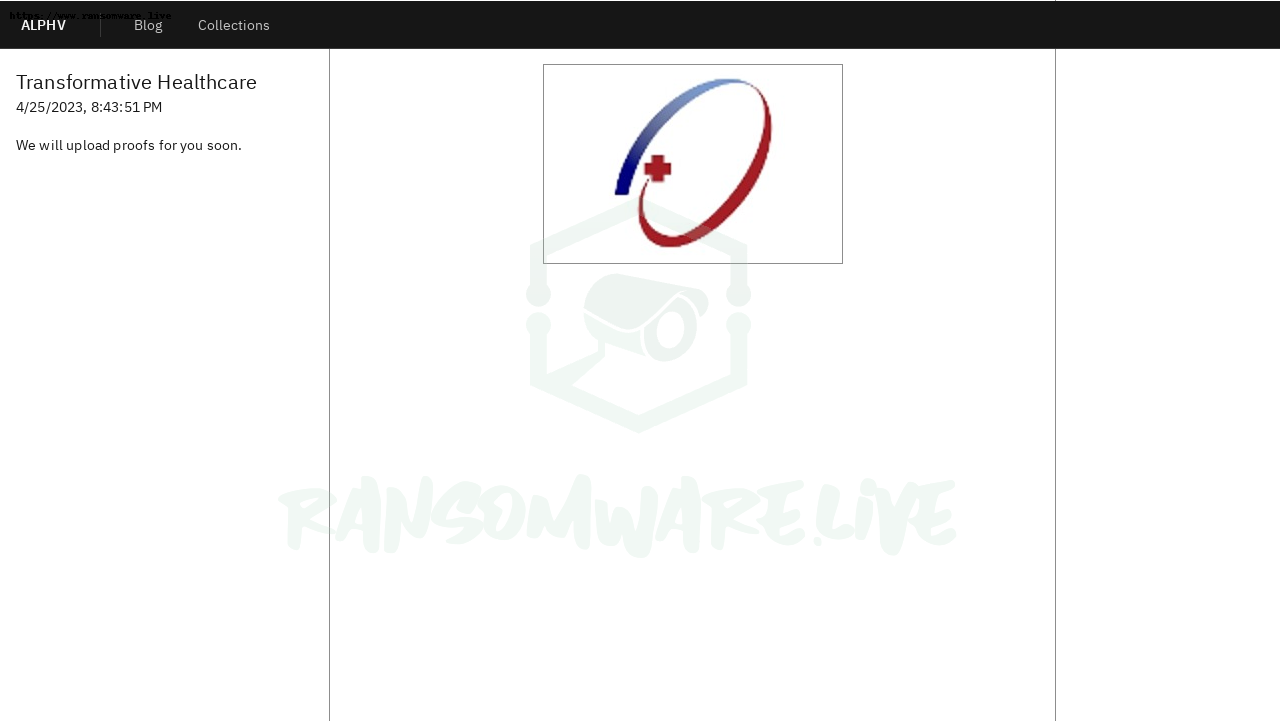 https://www.ransomware.live
ALPHV
Blog
Collections
Transformative Healthcare
4/25/2023, 8:43:51 PM
We will upload proofs for you soon.
RANSOMWARE.LiVE